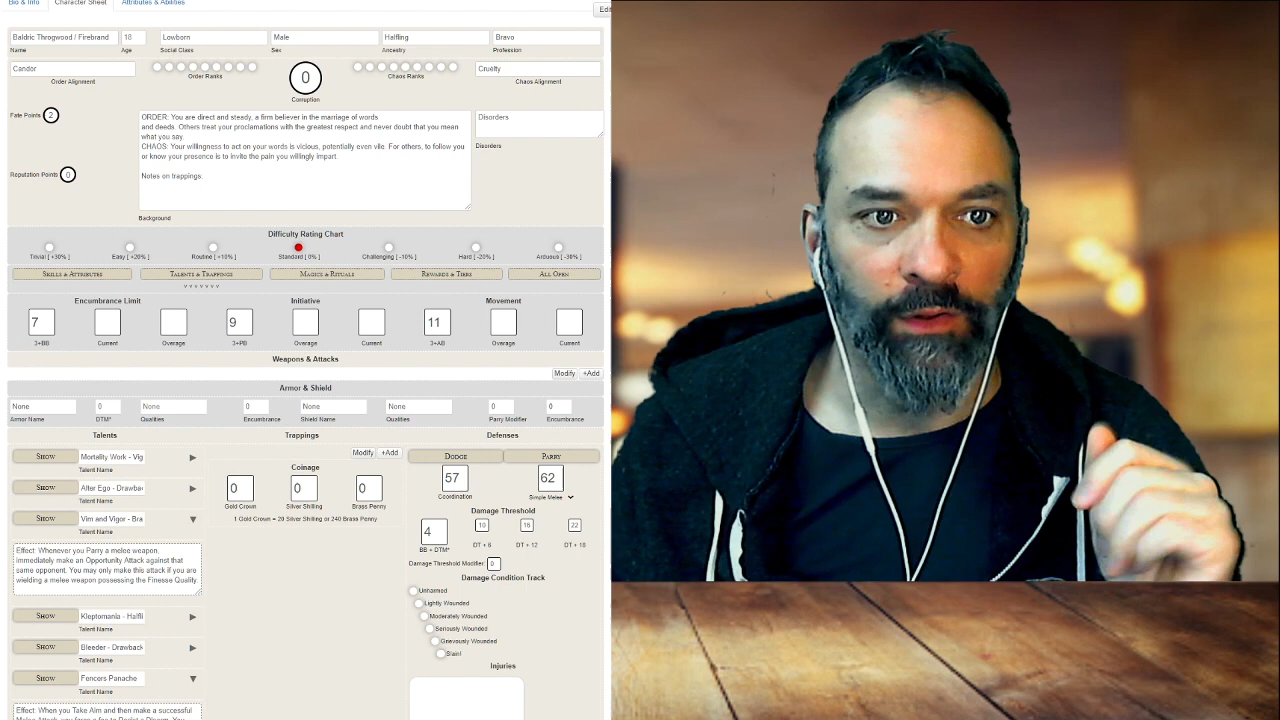 Bio & Info Character Sheet Attributes & Abilities
Baldric Throgwood / Firebrand 18 Lowborn Male Halfling Bravo
Name Age Social Class Sex Ancestry Profession
Candor Cruelty
Order Alignment Order Ranks 0 Chaos Ranks Chaos Alignment
Corruption
Fate Points 2
ORDER: You are direct and steady, a firm believer in the marriage of words
and deeds. Others treat your proclamations with the greatest respect and never doubt that you mean
what you say.
CHAOS: Your willingness to act on your words is vicious, potentially even vile. For others, to follow you
or know your presence is to invite the pain you willingly impart.
Notes on trappings:
Disorders
Disorders
Reputation Points 0
Background
Difficulty Rating Chart
Trivial [ +30% ] Easy [ +20% ] Routine [ +10% ] Standard [ 0% ] Challenging [ -10% ] Hard [ -20% ] Arduous [ -30% ]
SKILLS & ATTRIBUTES TALENTS & TRAPPINGS MAGICKS & RITUALS REWARDS & TIERS ALL OPEN
v v v v v v v
Encumbrance Limit Initiative Movement
7 9 11
3+BB Current Overage 3+PB Overage Current 3+AB Overage Current
Weapons & Attacks
Modify +Add
Armor & Shield
None 0 None 0 None None 0 0
Armor Name DTM* Qualities Encumbrance Shield Name Qualities Parry Modifier Encumbrance
Talents Trappings Defenses
SHOW Mortality Work - Vig
Talent Name
SHOW Alter Ego - Drawba
Talent Name
SHOW Vim and Vigor - Bra
Talent Name
Effect: Whenever you Parry a melee weapon,
immediately make an Opportunity Attack against that
same opponent. You may only make this attack if you are
wielding a melee weapon possessing the Finesse Quality.
SHOW Kleptomania - Halfli
Talent Name
SHOW Bleeder - Drawback
Talent Name
SHOW Fencers Panache
Talent Name
Effect: When you Take Aim and then make a successful
Modify +Add
Coinage
0 0 0
Gold Crown Silver Shilling Brass Penny
1 Gold Crown = 20 Silver Shilling or 240 Brass Penny
DODGE PARRY
57 62
Coordination Simple Melee
Damage Threshold
4 10 16 22
BB + DTM* DT + 6 DT + 12 DT + 18
Damage Threshold Modifier: 0
Damage Condition Track
Unharmed
Lightly Wounded
Moderately Wounded
Seriously Wounded
Grievously Wounded
Slain!
Injuries